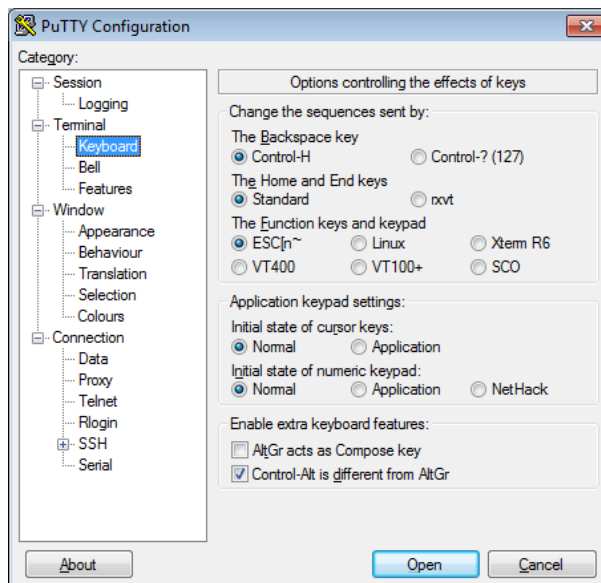 PuTTY Configuration
Category:
Session
Logging
Terminal
Keyboard
Bell
Features
Window
Appearance
Behaviour
Translation
Selection
Colours
Connection
Data
Proxy
Telnet
Rlogin
SSH
Serial
Options controlling the effects of keys
Change the sequences sent by:
The Backspace key
Control-H Control-? (127)
The Home and End keys
Standard rxvt
The Function keys and keypad
ESC[n~ Linux Xterm R6
VT400 VT100+ SCO
Application keypad settings:
Initial state of cursor keys:
Normal Application
Initial state of numeric keypad:
Normal Application NetHack
Enable extra keyboard features:
AltGr acts as Compose key
Control-Alt is different from AltGr
About Open Cancel